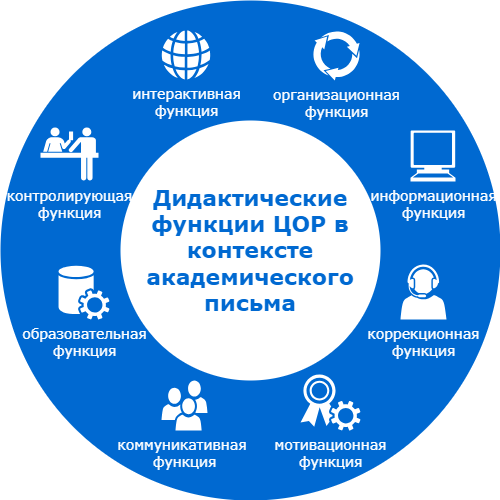 Дидактические
функции ЦОР в
контексте
академического
письма
интерактивная
функция
организационная
функция
информационная
функция
коррекционная
функция
мотивационная
функция
коммуникативная
функция
образовательная
функция
контролирующая
функция